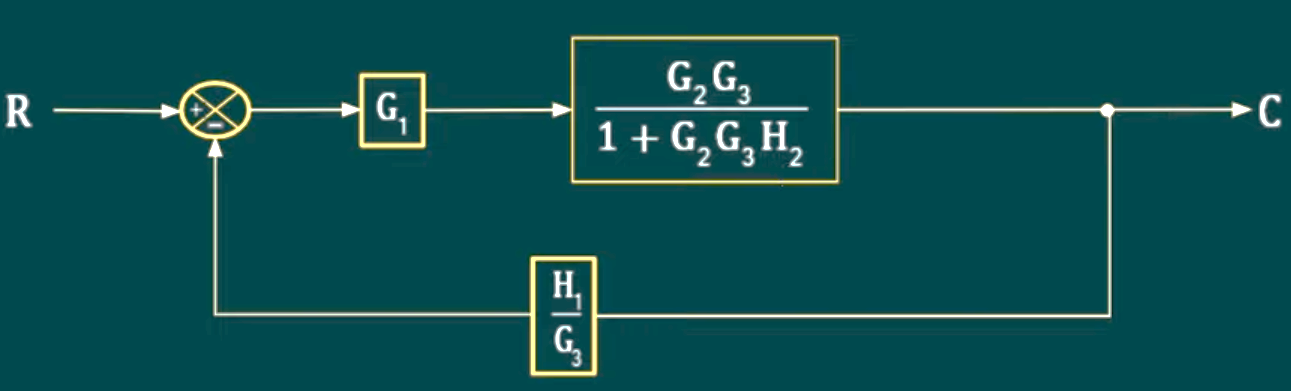 R
+
−
G₁
G₂G₃
1 + G₂G₃H₂
C
H₁
G₃